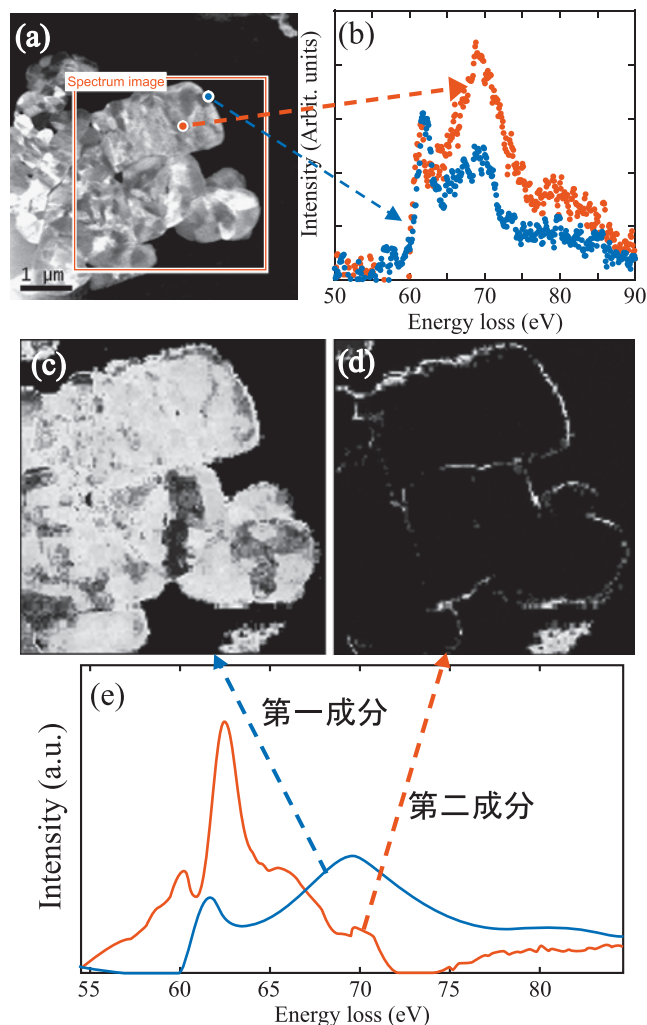 (a)
Spectrum image
1 μm
(b)
Intensity (Arbit. units)
50 60 70 80 90
Energy loss (eV)
(c)
(d)
(e)
第一成分
第二成分
Intensity (a.u.)
55 60 65 70 75 80
Energy loss (eV)